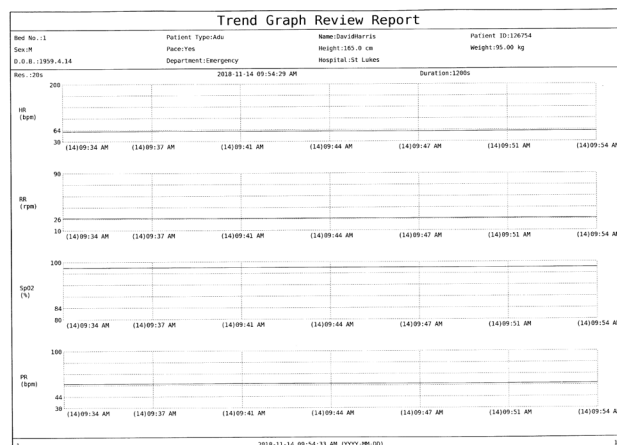 Trend Graph Review Report
Bed No.:1 Patient Type:Adu Name:DavidHarris Patient ID:126754
Sex:M Pace:Yes Height:165.0 cm Weight:95.00 kg
D.O.B.:1959.4.14 Department:Emergency Hospital:St Lukes
Res.:20s 2018-11-14 09:54:29 AM Duration:1200s
200
HR
(bpm)
64
30
(14)09:34 AM (14)09:37 AM (14)09:41 AM (14)09:44 AM (14)09:47 AM (14)09:51 AM (14)09:54 AM
90
RR
(rpm)
26
10
(14)09:34 AM (14)09:37 AM (14)09:41 AM (14)09:44 AM (14)09:47 AM (14)09:51 AM (14)09:54 AM
100
SpO2
(%)
84
80
(14)09:34 AM (14)09:37 AM (14)09:41 AM (14)09:44 AM (14)09:47 AM (14)09:51 AM (14)09:54 AM
100
PR
(bpm)
44
30
(14)09:34 AM (14)09:37 AM (14)09:41 AM (14)09:44 AM (14)09:47 AM (14)09:51 AM (14)09:54 AM
2018-11-14 09:54:33 AM (YYYY-MM-DD)